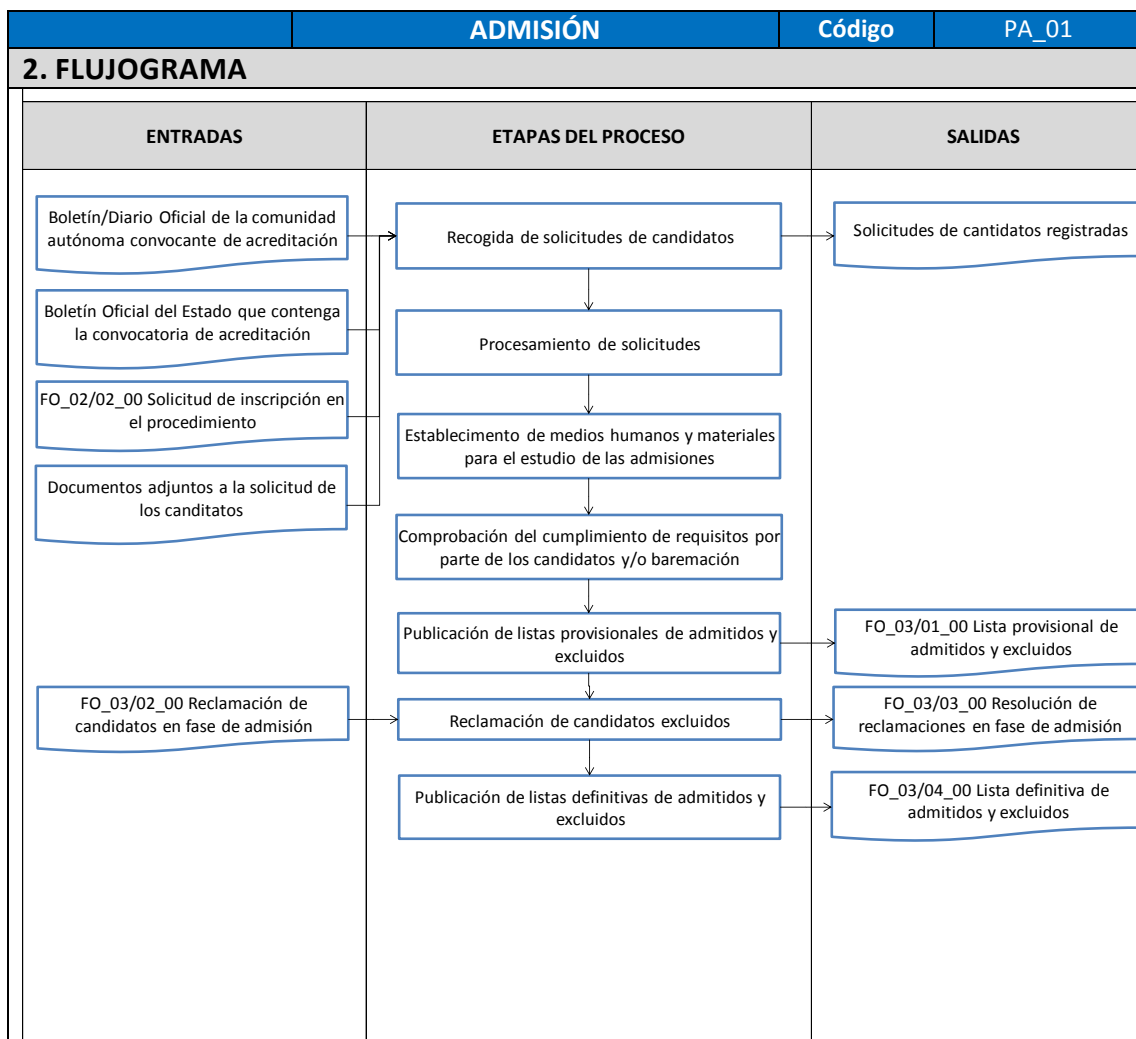 ADMISIÓN
Código
PA_01
2. FLUJOGRAMA
ENTRADAS
ETAPAS DEL PROCESO
SALIDAS
Boletín/Diario Oficial de la comunidad
autónoma convocante de acreditación
Recogida de solicitudes de candidatos
Solicitudes de cantidatos registradas
Boletín Oficial del Estado que contenga
la convocatoria de acreditación
Procesamiento de solicitudes
FO_02/02_00 Solicitud de inscripción en
el procedimiento
Establecimento de medios humanos y materiales
para el estudio de las admisiones
Documentos adjuntos a la solicitud de
los canditatos
Comprobación del cumplimiento de requisitos por
parte de los candidatos y/o baremación
Publicación de listas provisionales de admitidos y
excluidos
FO_03/01_00 Lista provisional de
admitidos y excluidos
FO_03/02_00 Reclamación de
candidatos en fase de admisión
Reclamación de candidatos excluidos
FO_03/03_00 Resolución de
reclamaciones en fase de admisión
Publicación de listas definitivas de admitidos y
excluidos
FO_03/04_00 Lista definitiva de
admitidos y excluidos